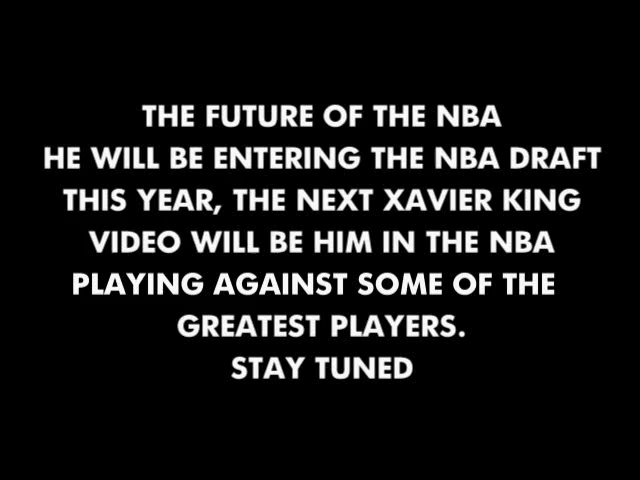 THE FUTURE OF THE NBA
HE WILL BE ENTERING THE NBA DRAFT
THIS YEAR, THE NEXT XAVIER KING
VIDEO WILL BE HIM IN THE NBA
PLAYING AGAINST SOME OF THE
GREATEST PLAYERS.
STAY TUNED